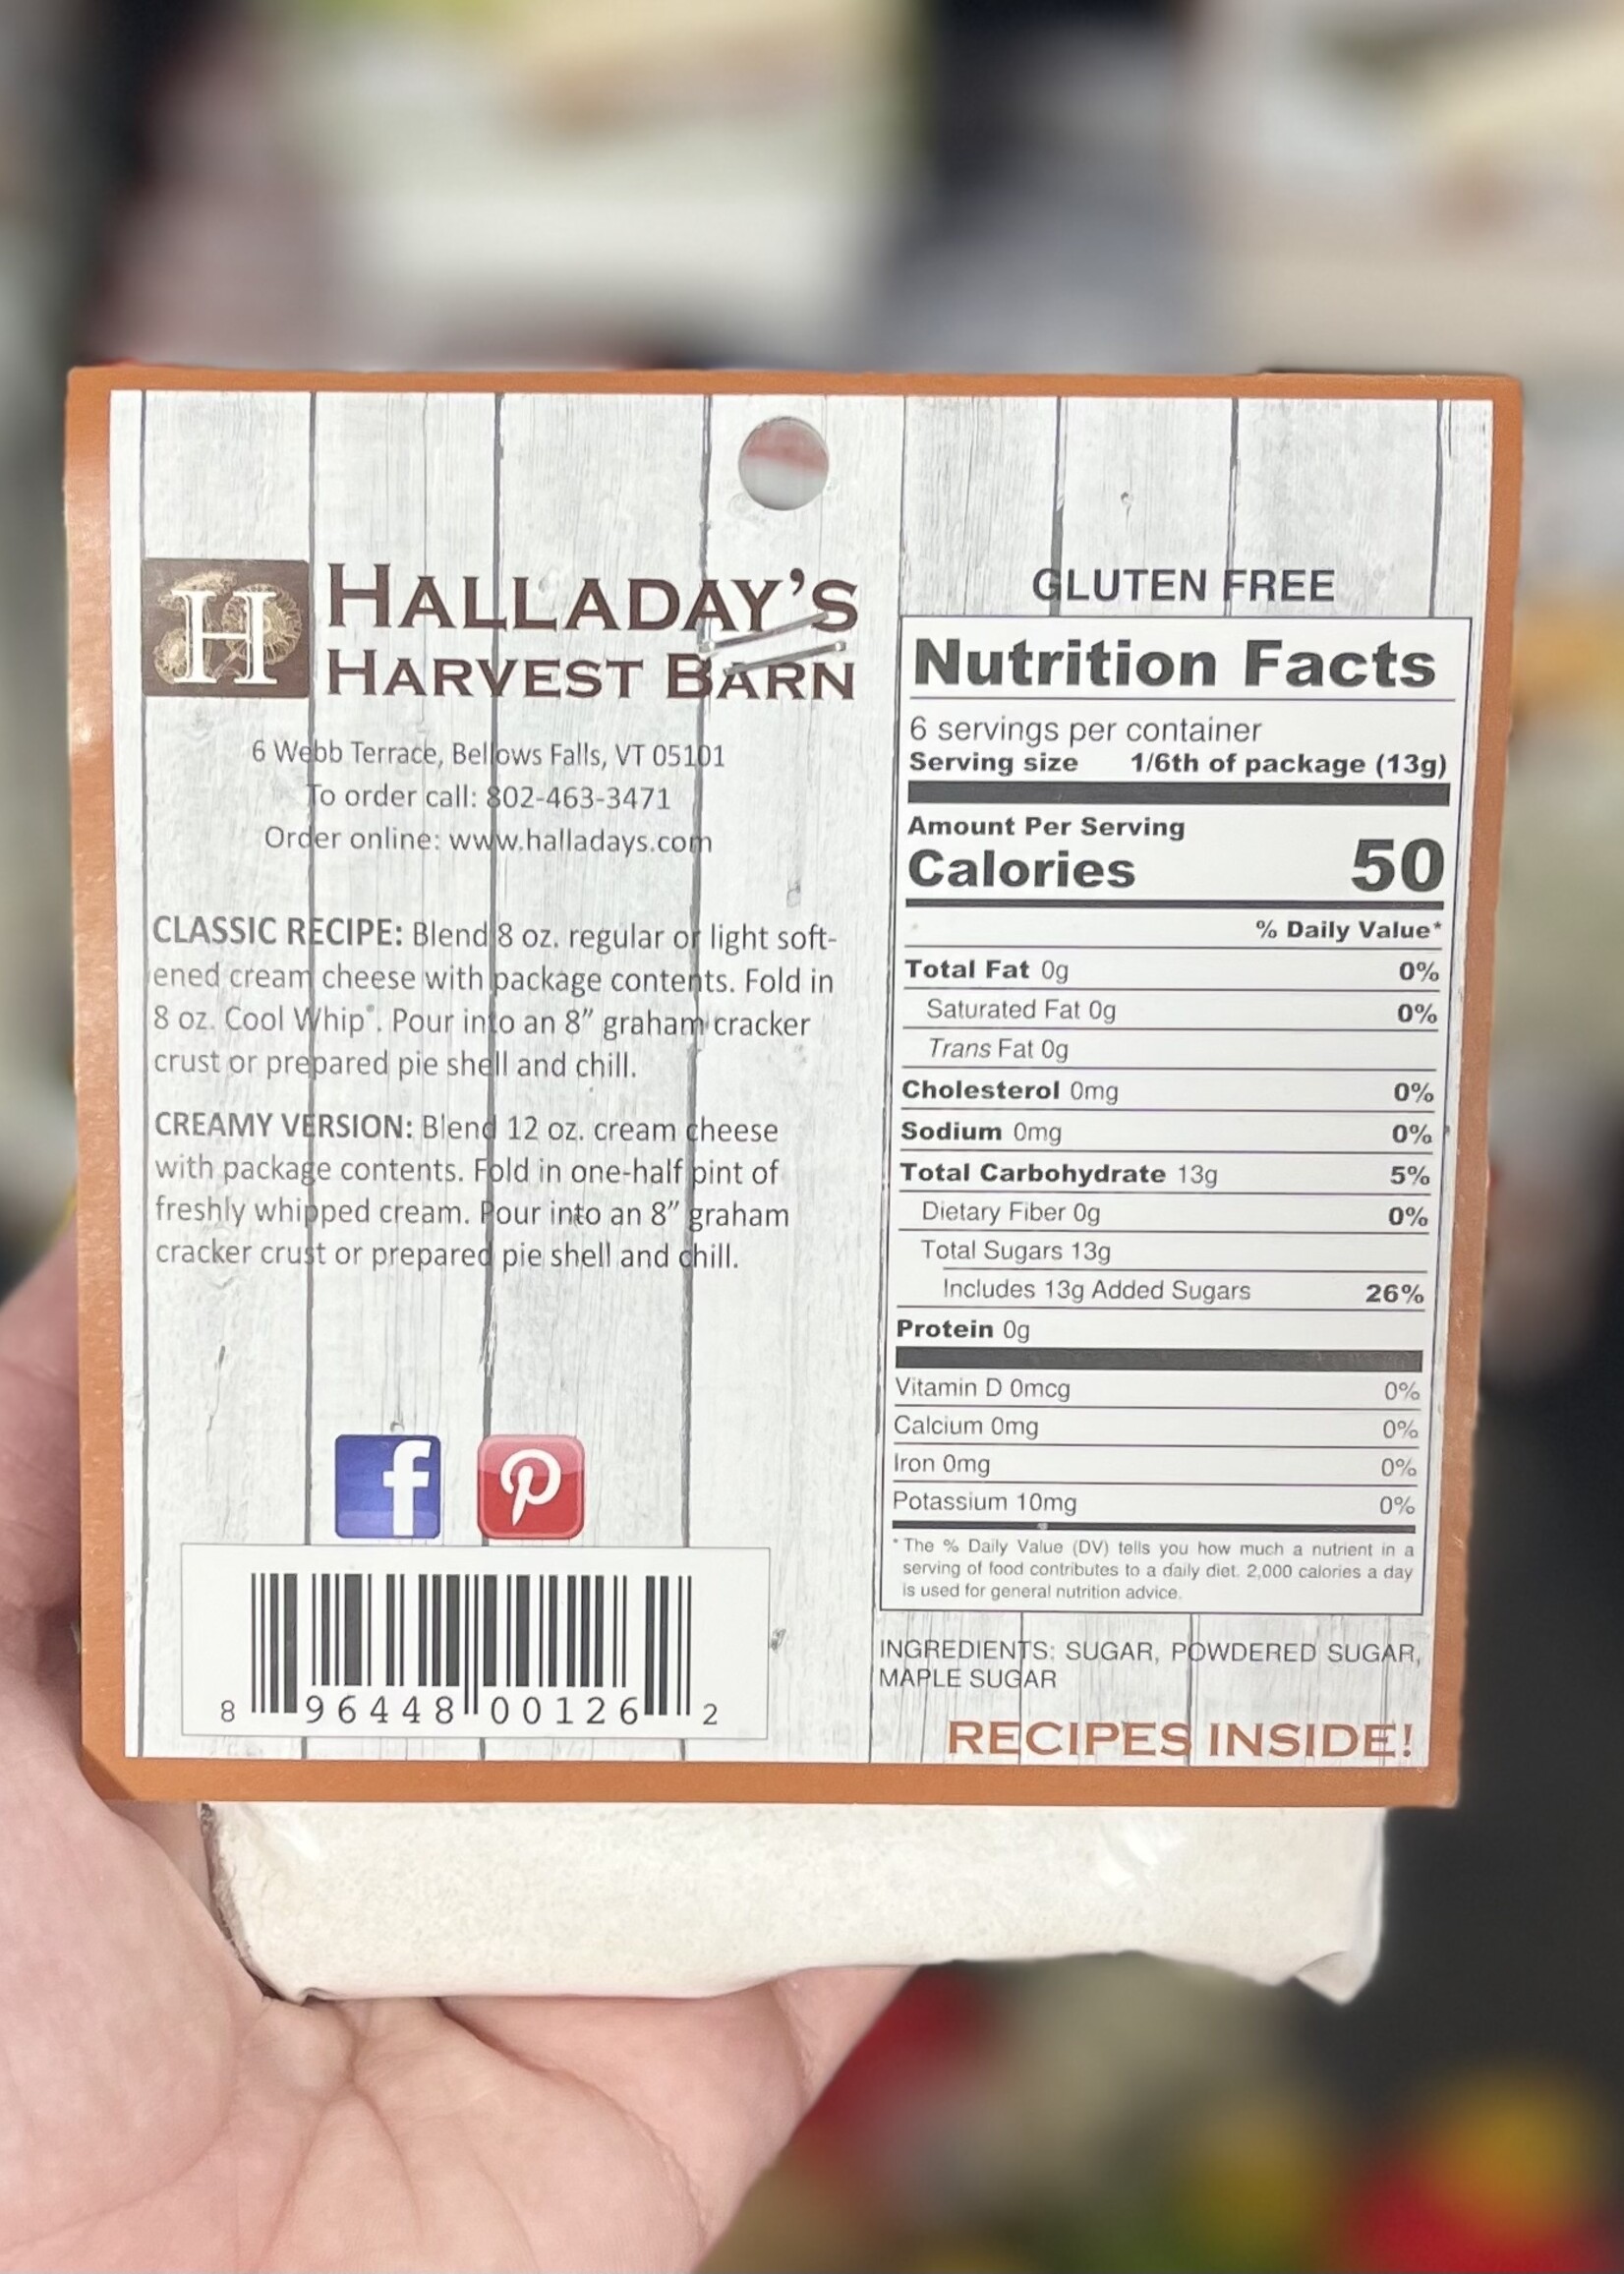 H
HALLADAY'S
HARVEST BARN
6 Webb Terrace, Bellows Falls, VT 05101
To order call: 802-463-3471
Order online: www.halladays.com
CLASSIC RECIPE: Blend 8 oz. regular or light soft-
ened cream cheese with package contents. Fold in
8 oz. Cool Whip®. Pour into an 8” graham cracker
crust or prepared pie shell and chill.
CREAMY VERSION: Blend 12 oz. cream cheese
with package contents. Fold in one-half pint of
freshly whipped cream. Pour into an 8” graham
cracker crust or prepared pie shell and chill.
f
P
8 96448 00126 2
GLUTEN FREE
Nutrition Facts
6 servings per container
Serving size 1/6th of package (13g)
Amount Per Serving
Calories 50
% Daily Value*
Total Fat 0g 0%
Saturated Fat 0g 0%
Trans Fat 0g
Cholesterol 0mg 0%
Sodium 0mg 0%
Total Carbohydrate 13g 5%
Dietary Fiber 0g 0%
Total Sugars 13g
Includes 13g Added Sugars 26%
Protein 0g
Vitamin D 0mcg 0%
Calcium 0mg 0%
Iron 0mg 0%
Potassium 10mg 0%
*The % Daily Value (DV) tells you how much a nutrient in a
serving of food contributes to a daily diet. 2,000 calories a day
is used for general nutrition advice.
INGREDIENTS: SUGAR, POWDERED SUGAR,
MAPLE SUGAR
RECIPES INSIDE!